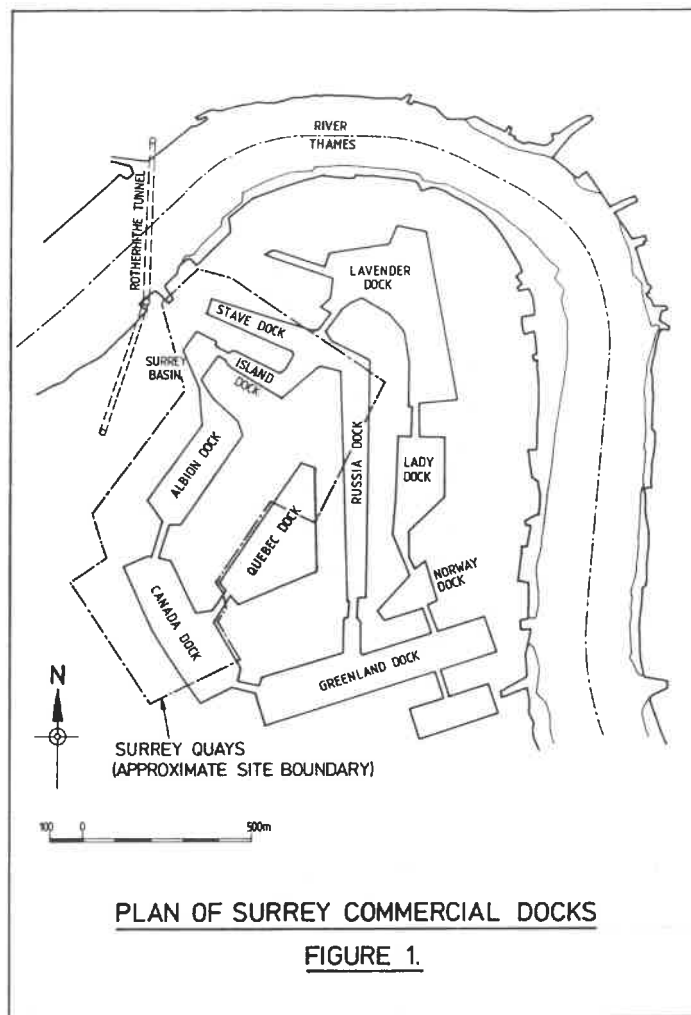 RIVER
THAMES
ROTHERHITHE TUNNEL
LAVENDER
DOCK
STAVE DOCK
SURREY
BASIN
ISLAND
DOCK
ALBION DOCK
RUSSIA DOCK
LADY
DOCK
QUEBEC DOCK
NORWAY
DOCK
CANADA DOCK
GREENLAND DOCK
N
SURREY QUAYS
(APPROXIMATE SITE BOUNDARY)
100 0 500m
PLAN OF SURREY COMMERCIAL DOCKS
FIGURE 1.